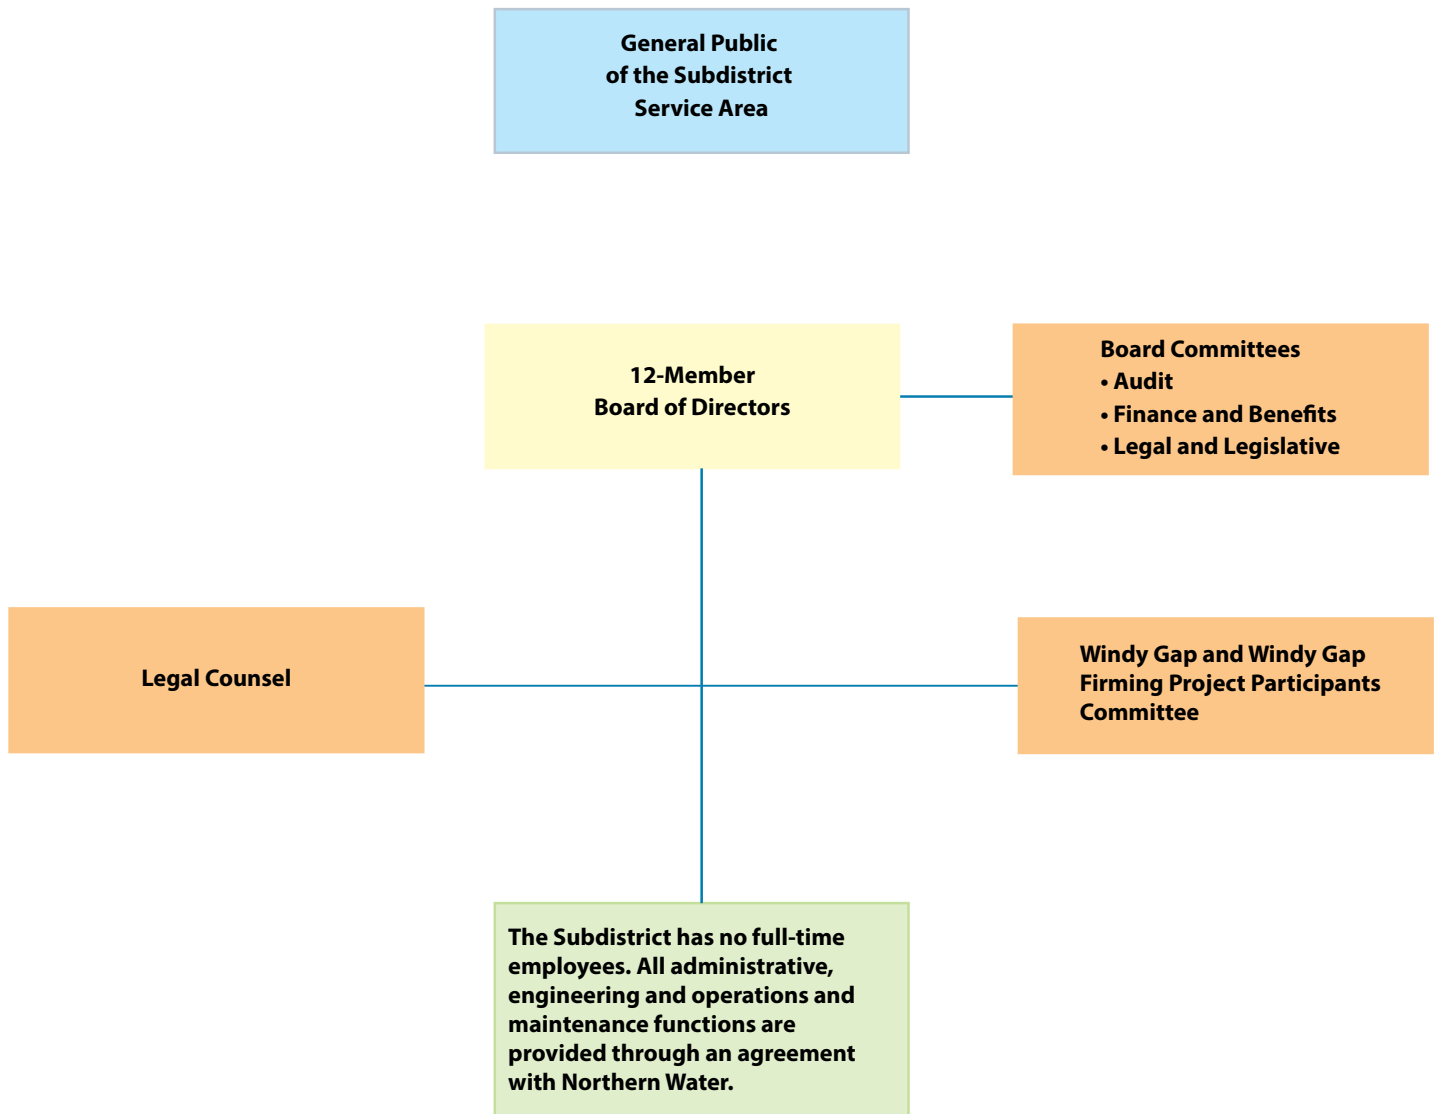 General Public
of the Subdistrict
Service Area
12-Member
Board of Directors
Board Committees
• Audit
• Finance and Benefits
• Legal and Legislative
Legal Counsel
Windy Gap and Windy Gap
Firming Project Participants
Committee
The Subdistrict has no full-time
employees. All administrative,
engineering and operations and
maintenance functions are
provided through an agreement
with Northern Water.